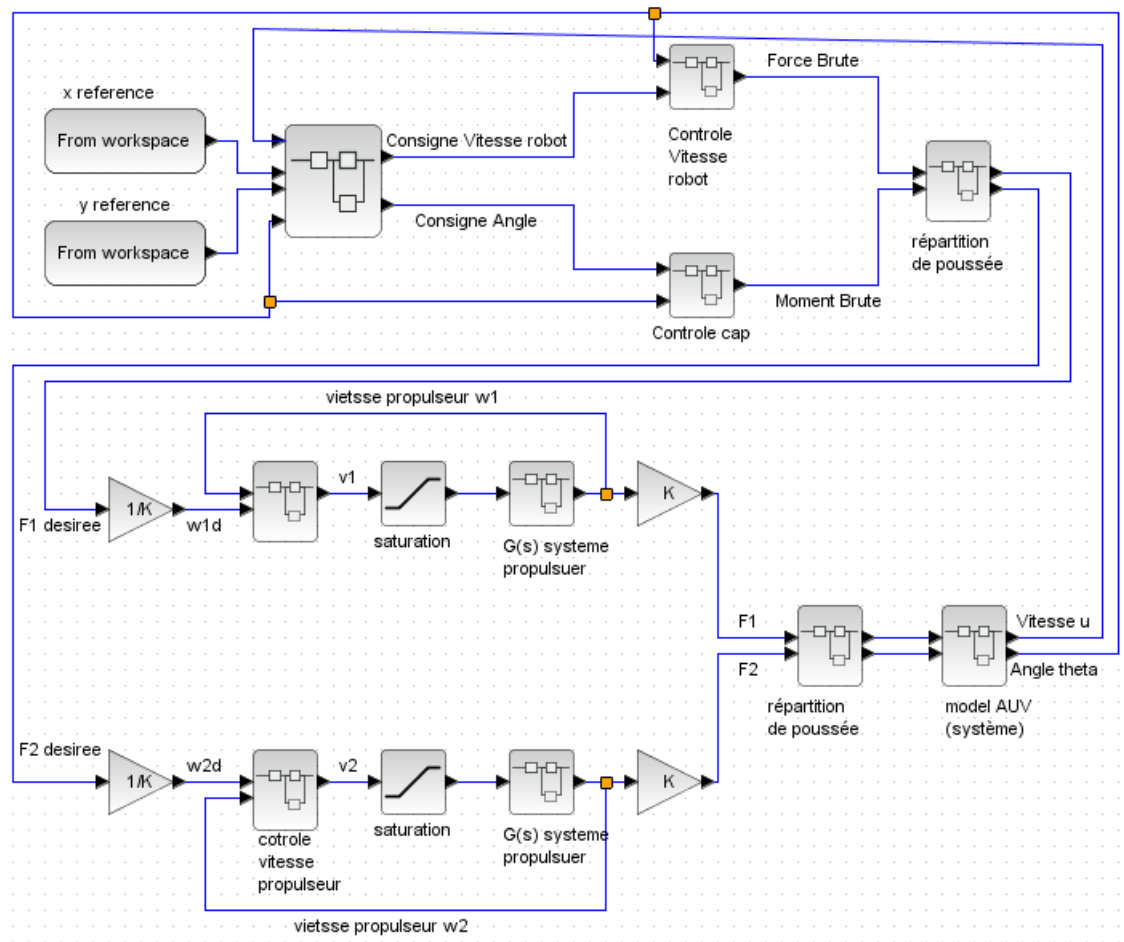 x reference
From workspace
y reference
From workspace
Consigne Vitesse robot
Consigne Angle
Force Brute
Controle
Vitesse
robot
Moment Brute
Controle cap
répartition
de poussée
vietsse propulseur w1
F1 desiree
1/K
w1d
v1
saturation
G(s) systeme
propulsuer
K
F1
F2
répartition
de poussée
Vitesse u
Angle theta
model AUV
(système)
F2 desiree
1/K
w2d
cotrole
vitesse
propulseur
v2
saturation
G(s) systeme
propulsuer
K
vietsse propulseur w2